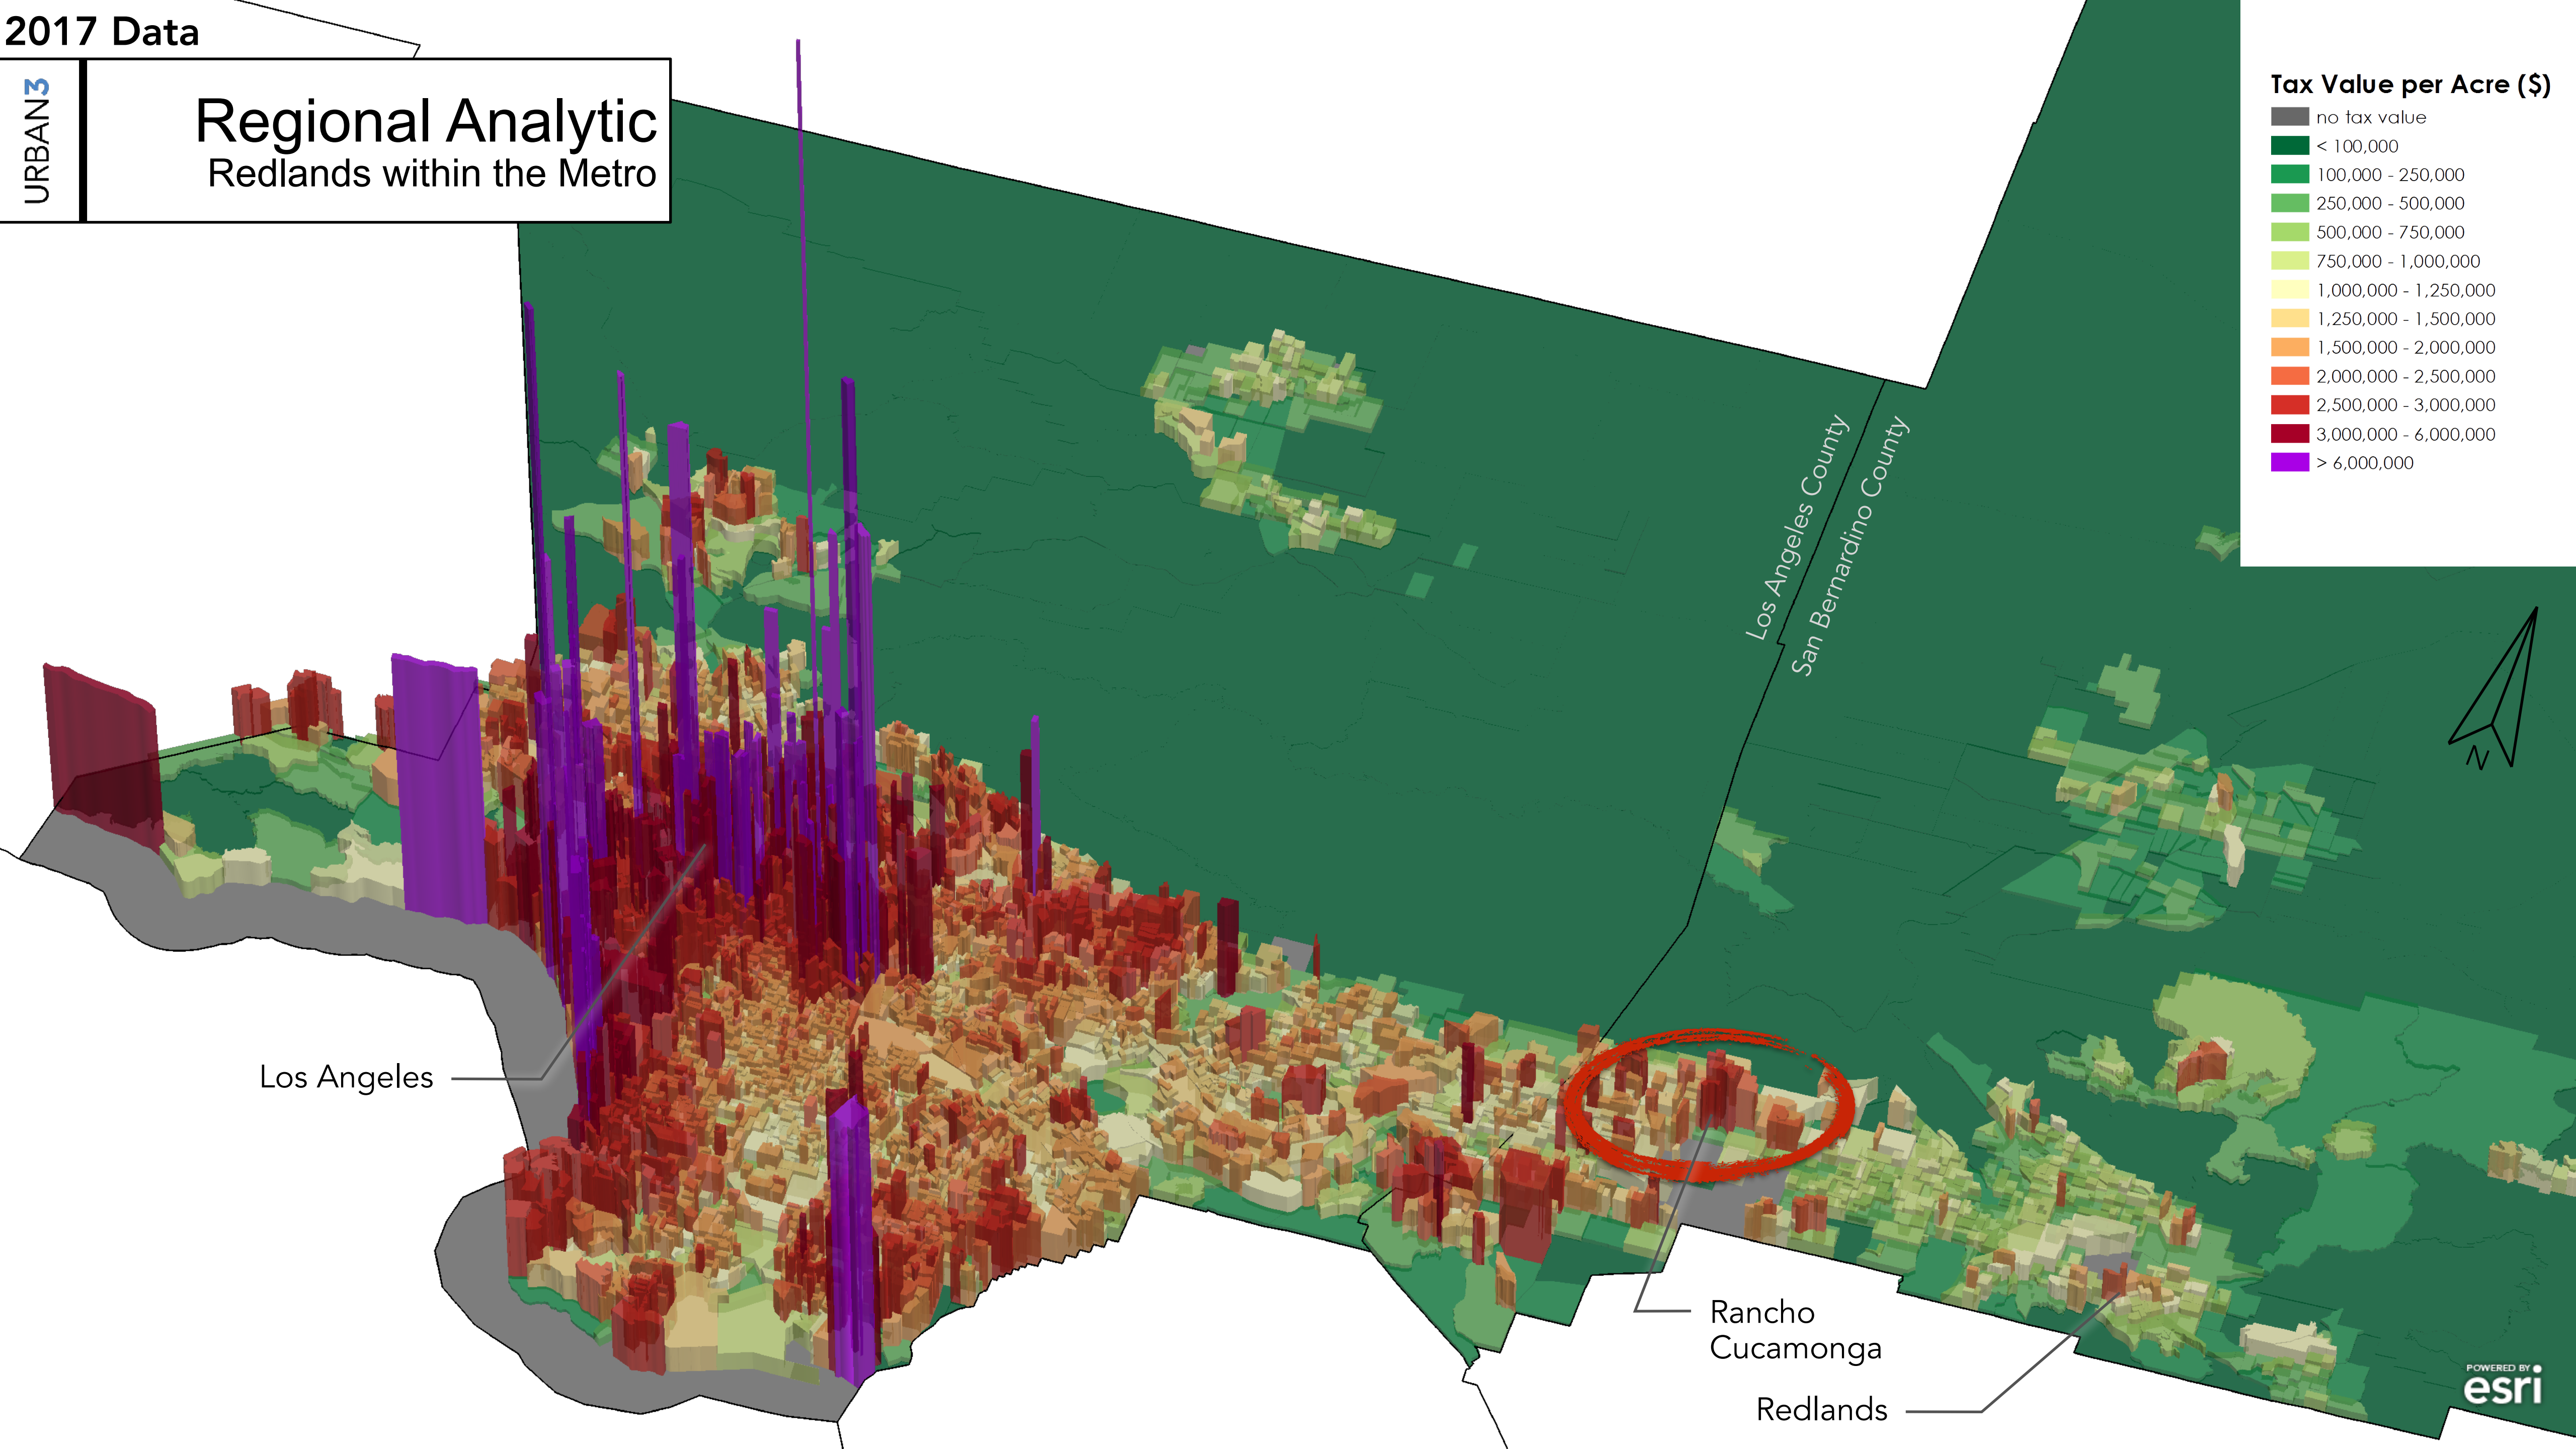 2017 Data
URBAN3
Regional Analytic
Redlands within the Metro
Tax Value per Acre ($)
no tax value
< 100,000
100,000 - 250,000
250,000 - 500,000
500,000 - 750,000
750,000 - 1,000,000
1,000,000 - 1,250,000
1,250,000 - 1,500,000
1,500,000 - 2,000,000
2,000,000 - 2,500,000
2,500,000 - 3,000,000
3,000,000 - 6,000,000
> 6,000,000
Los Angeles County
San Bernardino County
N
Los Angeles
Rancho
Cucamonga
Redlands
POWERED BY
esri